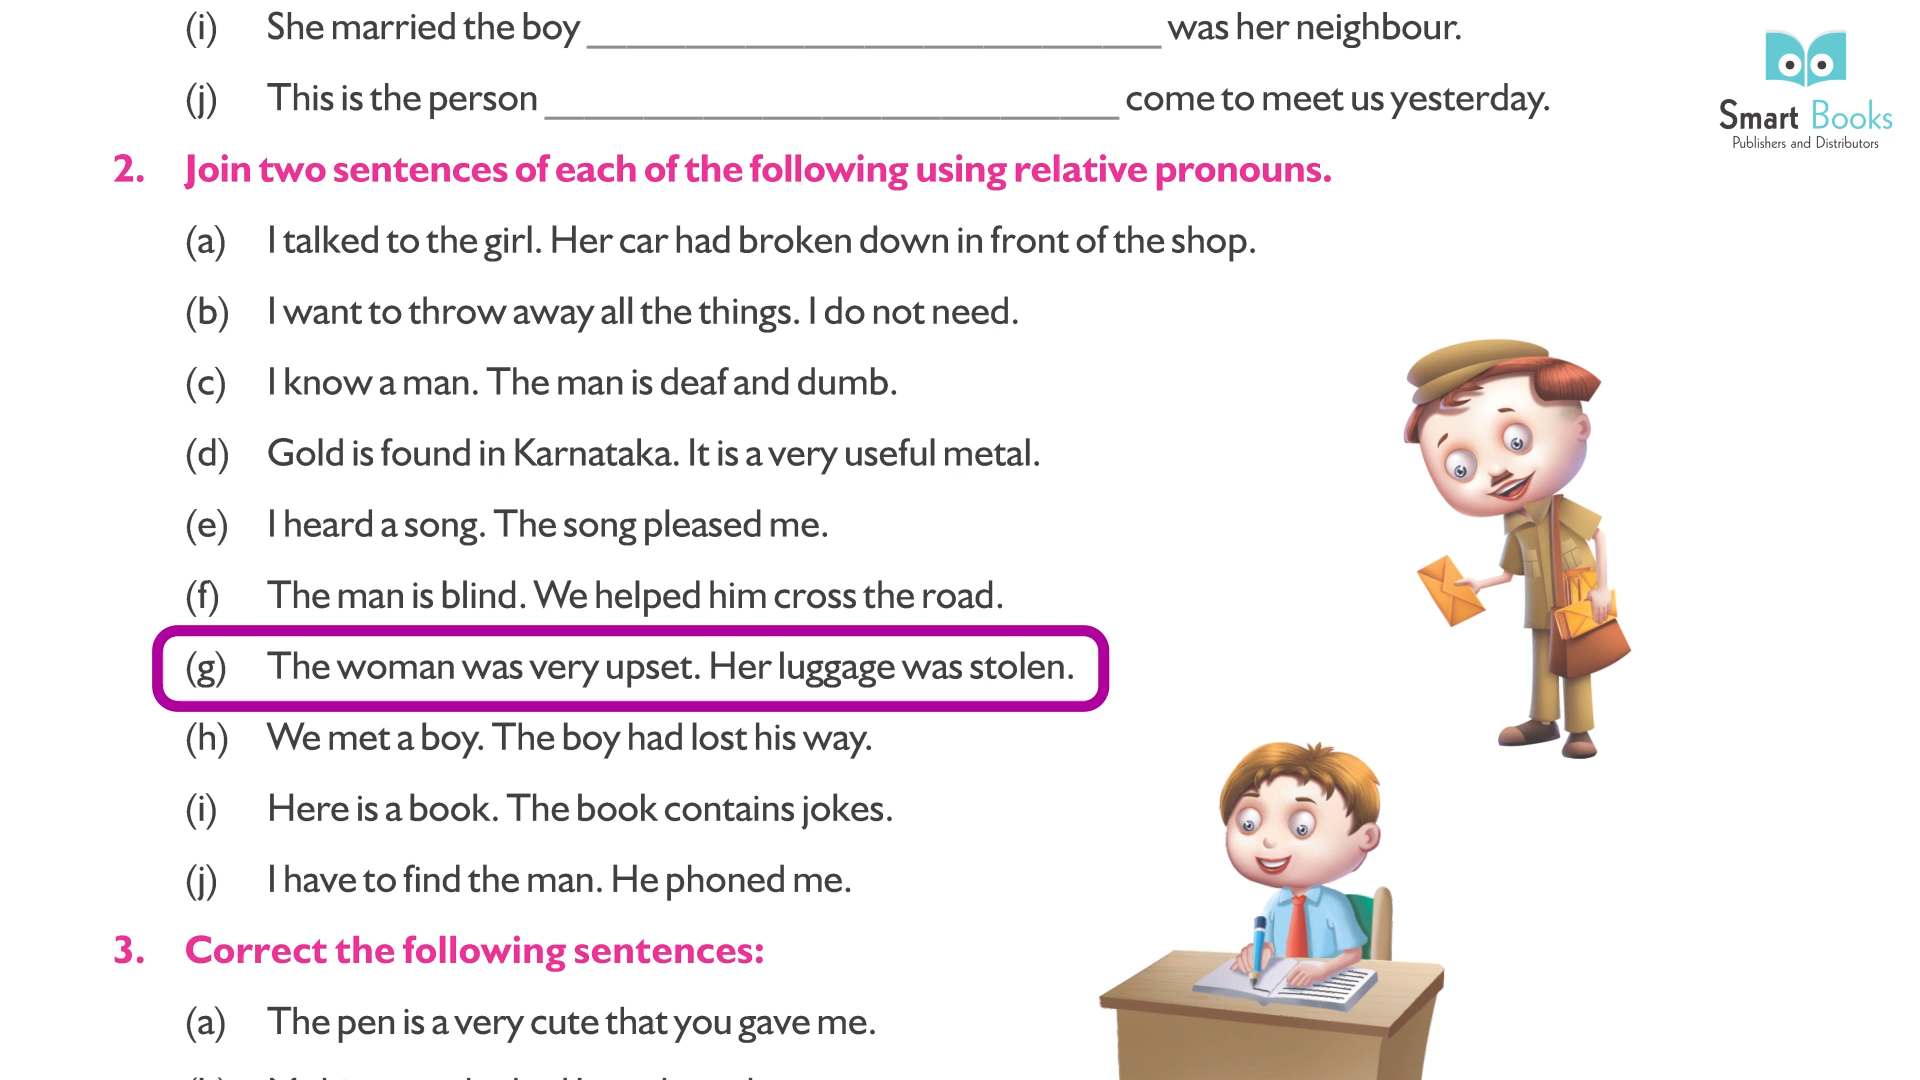 (i) She married the boy ______________________________ was her neighbour.
(j) This is the person ______________________________ come to meet us yesterday.
Smart Books
Publishers and Distributors
2. Join two sentences of each of the following using relative pronouns.
(a) I talked to the girl. Her car had broken down in front of the shop.
(b) I want to throw away all the things. I do not need.
(c) I know a man. The man is deaf and dumb.
(d) Gold is found in Karnataka. It is a very useful metal.
(e) I heard a song. The song pleased me.
(f) The man is blind. We helped him cross the road.
(g) The woman was very upset. Her luggage was stolen.
(h) We met a boy. The boy had lost his way.
(i) Here is a book. The book contains jokes.
(j) I have to find the man. He phoned me.
3. Correct the following sentences:
(a) The pen is a very cute that you gave me.